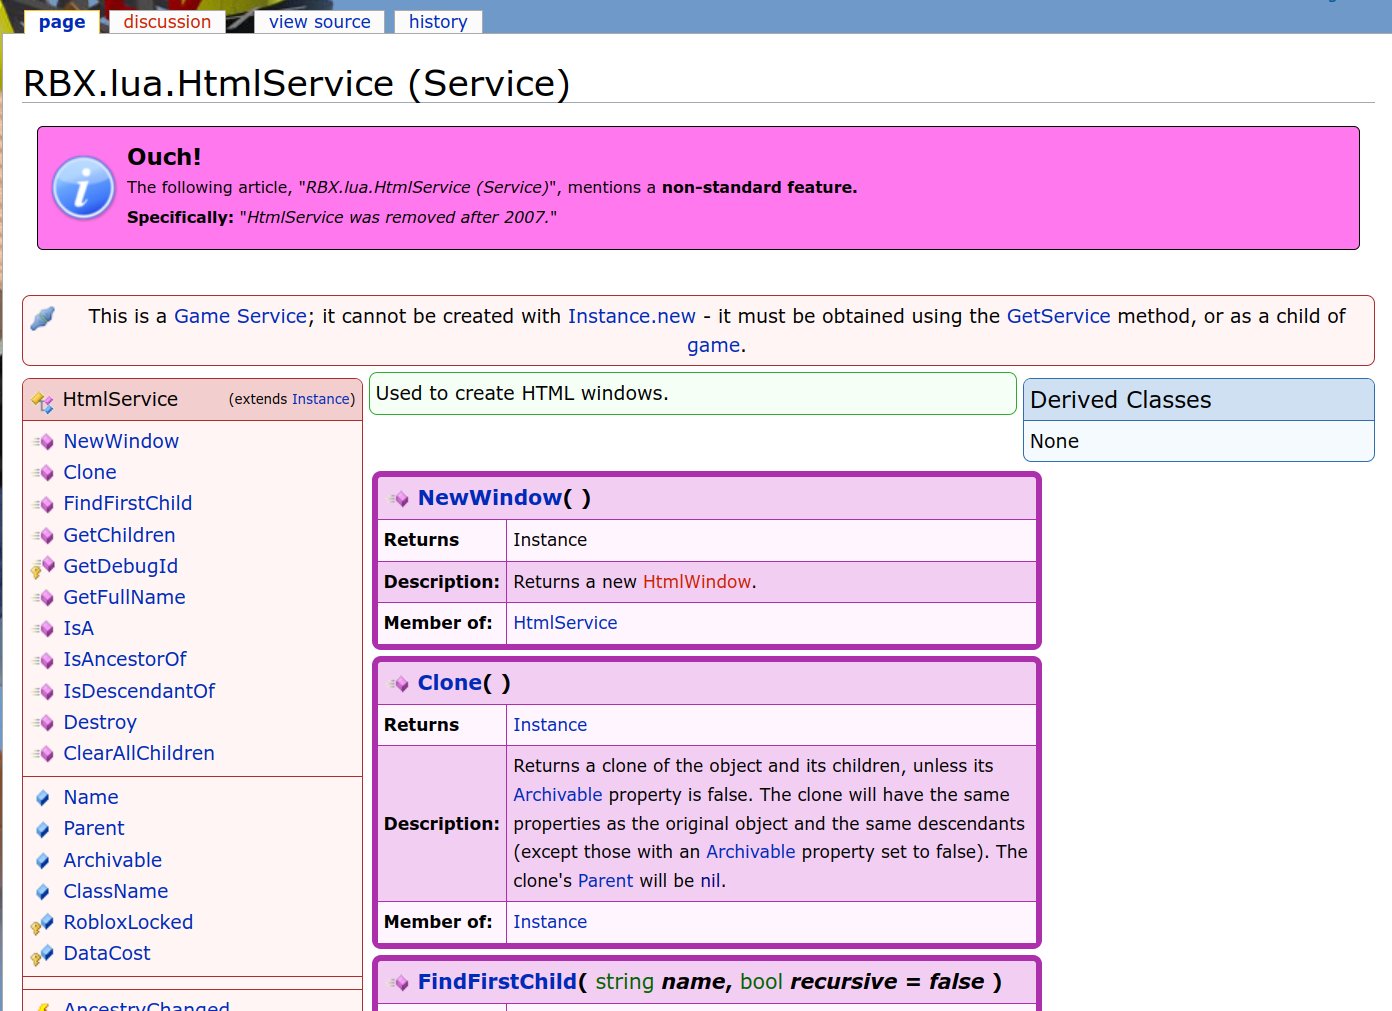 page
discussion
view source
history
RBX.lua.HtmlService (Service)
Ouch!
The following article, "RBX.lua.HtmlService (Service)", mentions a non–standard feature.
Specifically: "HtmlService was removed after 2007."
This is a Game Service; it cannot be created with Instance.new - it must be obtained using the GetService method, or as a child of
game.
HtmlService (extends Instance)
NewWindow
Clone
FindFirstChild
GetChildren
GetDebugId
GetFullName
IsA
IsAncestorOf
IsDescendantOf
Destroy
ClearAllChildren
Name
Parent
Archivable
ClassName
RobloxLocked
DataCost
AncestryChanged
Used to create HTML windows.
NewWindow( )
Returns Instance
Description: Returns a new HtmlWindow.
Member of: HtmlService
Clone( )
Returns Instance
Description: Returns a clone of the object and its children, unless its
Archivable property is false. The clone will have the same
properties as the original object and the same descendants
(except those with an Archivable property set to false). The
clone's Parent will be nil.
Member of: Instance
FindFirstChild( string name, bool recursive = false )
Derived Classes
None